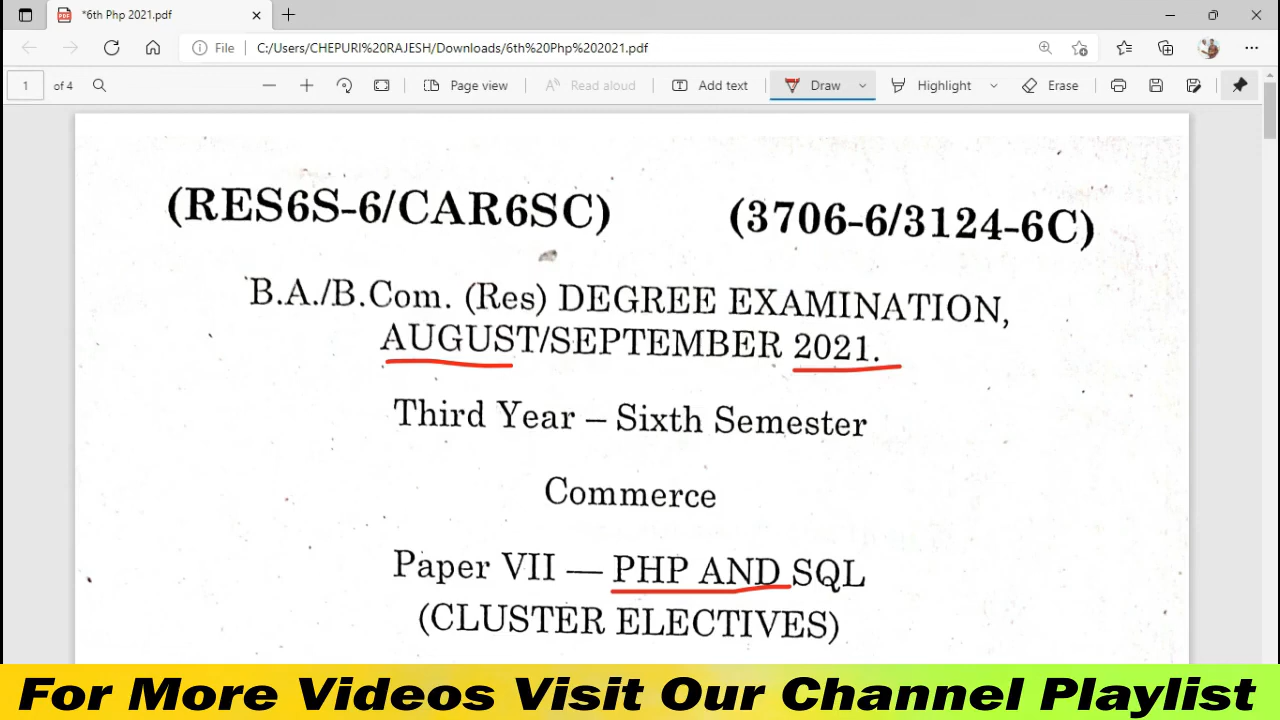 *6th Php 2021.pdf
File C:/Users/CHEPURI%20RAJESH/Downloads/6th%20Php%202021.pdf
1 of 4 Page view Read aloud Add text Draw Highlight Erase
(RES6S-6/CAR6SC) (3706-6/3124-6C)
B.A./B.Com. (Res) DEGREE EXAMINATION,
AUGUST/SEPTEMBER 2021.
Third Year – Sixth Semester
Commerce
Paper VII — PHP AND SQL
(CLUSTER ELECTIVES)
For More Videos Visit Our Channel Playlist